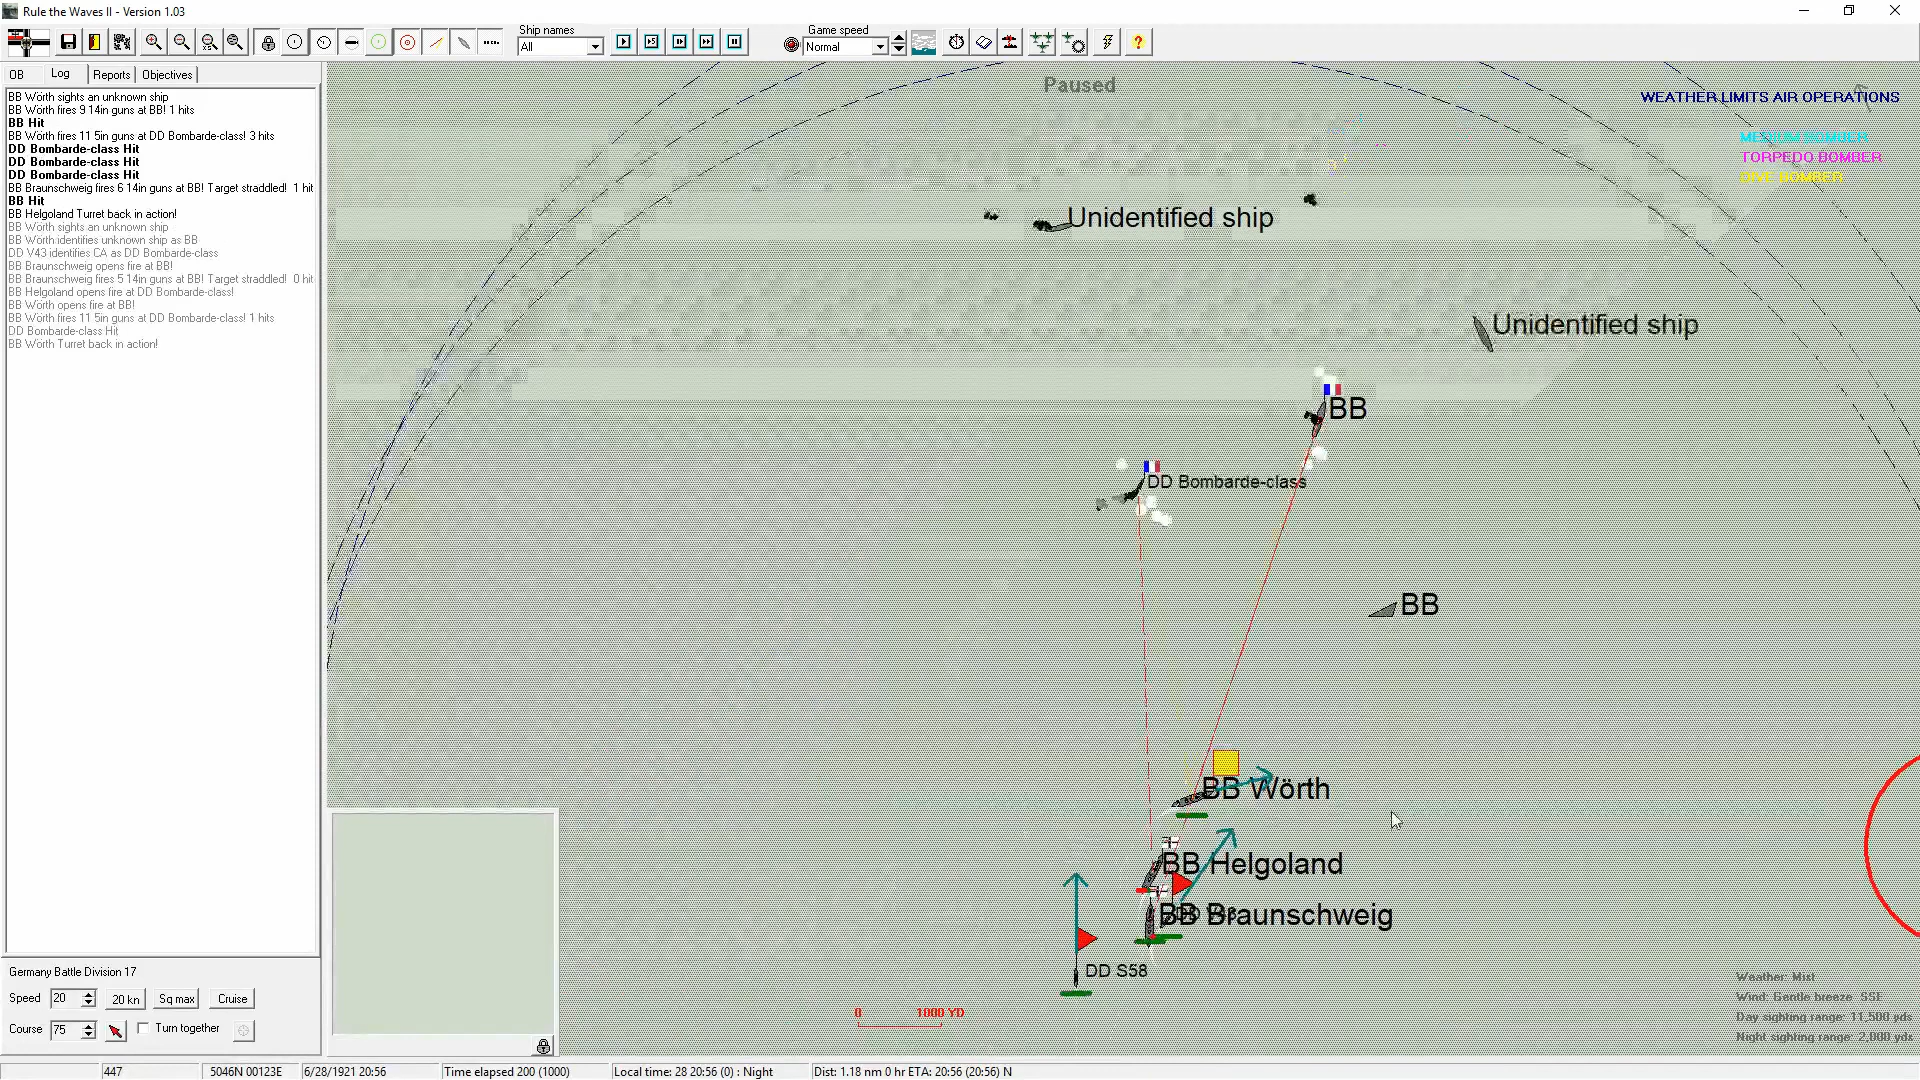 Rule the Waves II - Version 1.03
Ship names
All
Game speed
Normal
OB
Log
Reports
Objectives
BB Wörth sights an unknown ship
BB Wörth fires 9 14in guns at BB! 1 hits
BB Hit
BB Wörth fires 11 5in guns at DD Bombarde-class! 3 hits
DD Bombarde-class Hit
DD Bombarde-class Hit
DD Bombarde-class Hit
BB Braunschweig fires 6 14in guns at BB! Target straddled! 1 hit
BB Hit
BB Helgoland Turret back in action!
BB Wörth sights an unknown ship
BB Wörth identifies unknown ship as BB
DD V43 identifies CA as DD Bombarde-class
BB Braunschweig opens fire at BB!
BB Braunschweig fires 5 14in guns at BB! Target straddled! 0 hit
BB Helgoland opens fire at DD Bombarde-class!
BB Wörth opens fire at BB!
BB Wörth fires 11 5in guns at DD Bombarde-class! 1 hits
DD Bombarde-class Hit
BB Wörth Turret back in action!
Paused
WEATHER LIMITS AIR OPERATIONS
MEDIUM BOMBER
TORPEDO BOMBER
DIVE BOMBER
Unidentified ship
Unidentified ship
BB
DD Bombarde-class
BB
BB Wörth
BB Helgoland
BB Braunschweig
DD S58
0 1000 YD
Weather: Mist
Wind: Gentle breeze SSE
Day sighting range: 11,500 yds
Night sighting range: 2,000 yds
Germany Battle Division 17
Speed 20 20 kn Sq max Cruise
Course 75 Turn together
447 5046N 00123E 6/28/1921 20:56 Time elapsed 200 (1000) Local time: 28 20:56 (0) : Night Dist: 1.18 nm 0 hr ETA: 20:56 (20:56) N